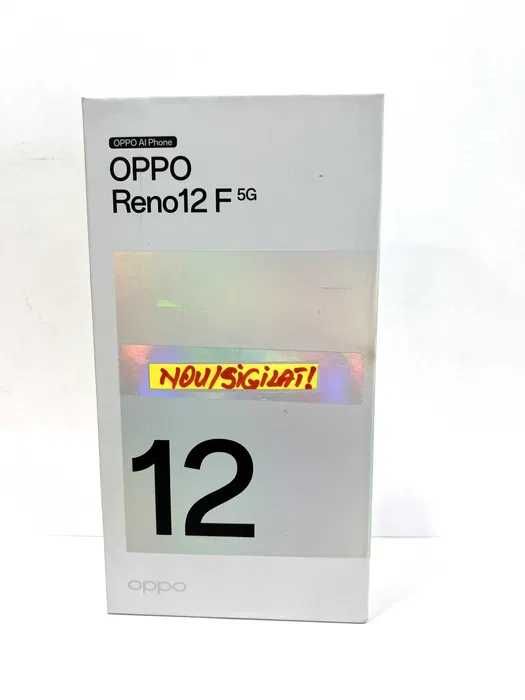 OPPO AI Phone
OPPO
Reno12 F 5G
NOU/SiGiLAT!
12
oppo